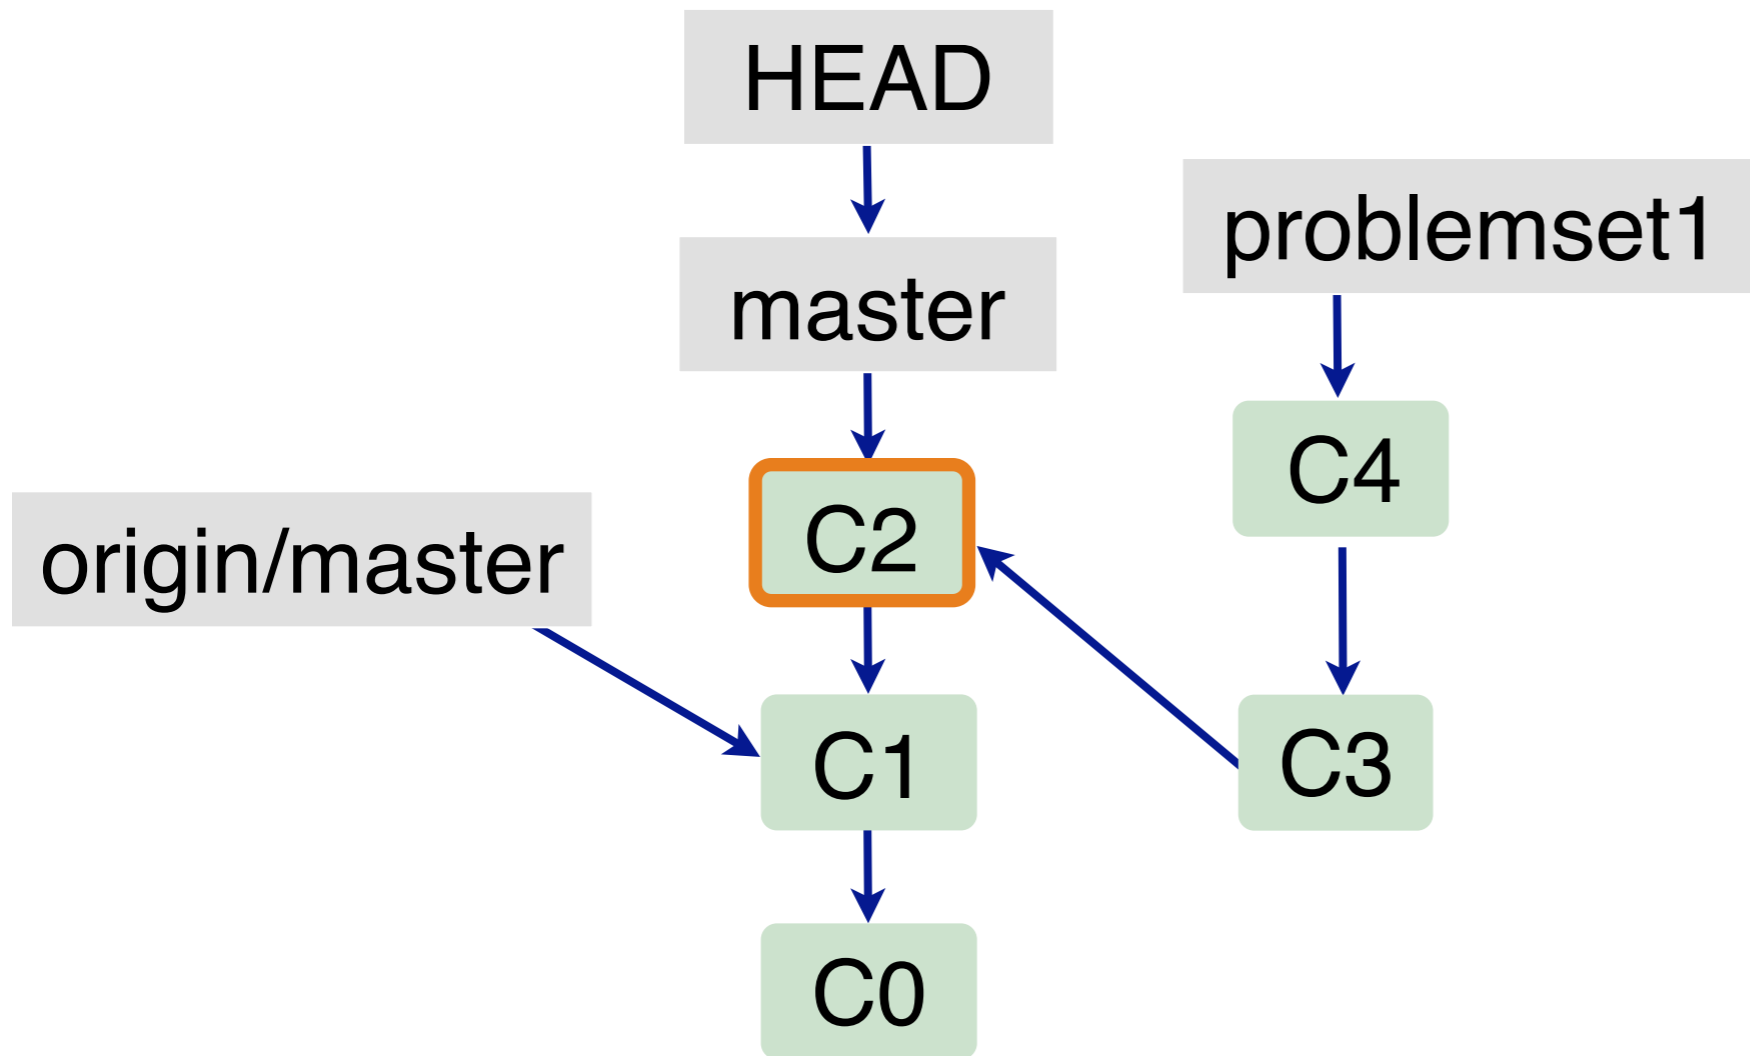 HEAD
problemset1
master
C4
C2
origin/master
C1
C3
C0